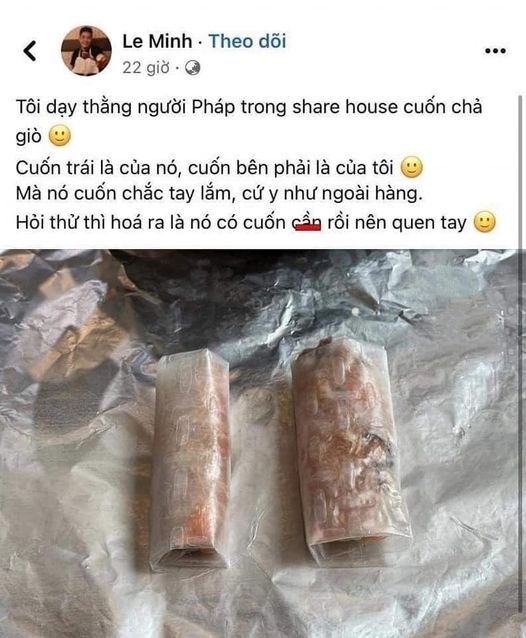 Le Minh · Theo dõi
22 giờ ·
Tôi dạy thằng người Pháp trong share house cuốn chả
giò 🙂
Cuốn trái là của nó, cuốn bên phải là của tôi 🙂
Mà nó cuốn chắc tay lắm, cứ y như ngoài hàng.
Hỏi thử thì hoá ra là nó có cuốn cần rồi nên quen tay 🙂